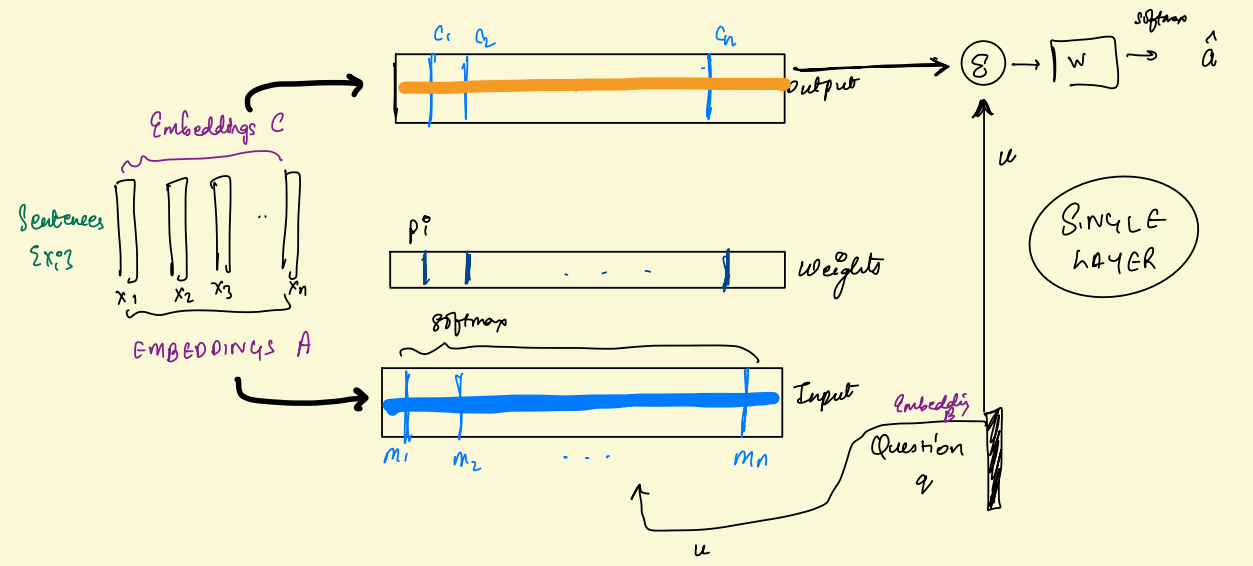 softmax
C1 C2 Cn
Output
W
â
Embeddings C
u
Sentences
{xi}
SINGLE
LAYER
pi
. . .
Weights
x1 x2 x3 .. xn
softmax
EMBEDDINGS A
Input
Embeddig
B
Question
q
m1 m2 .... mn
u